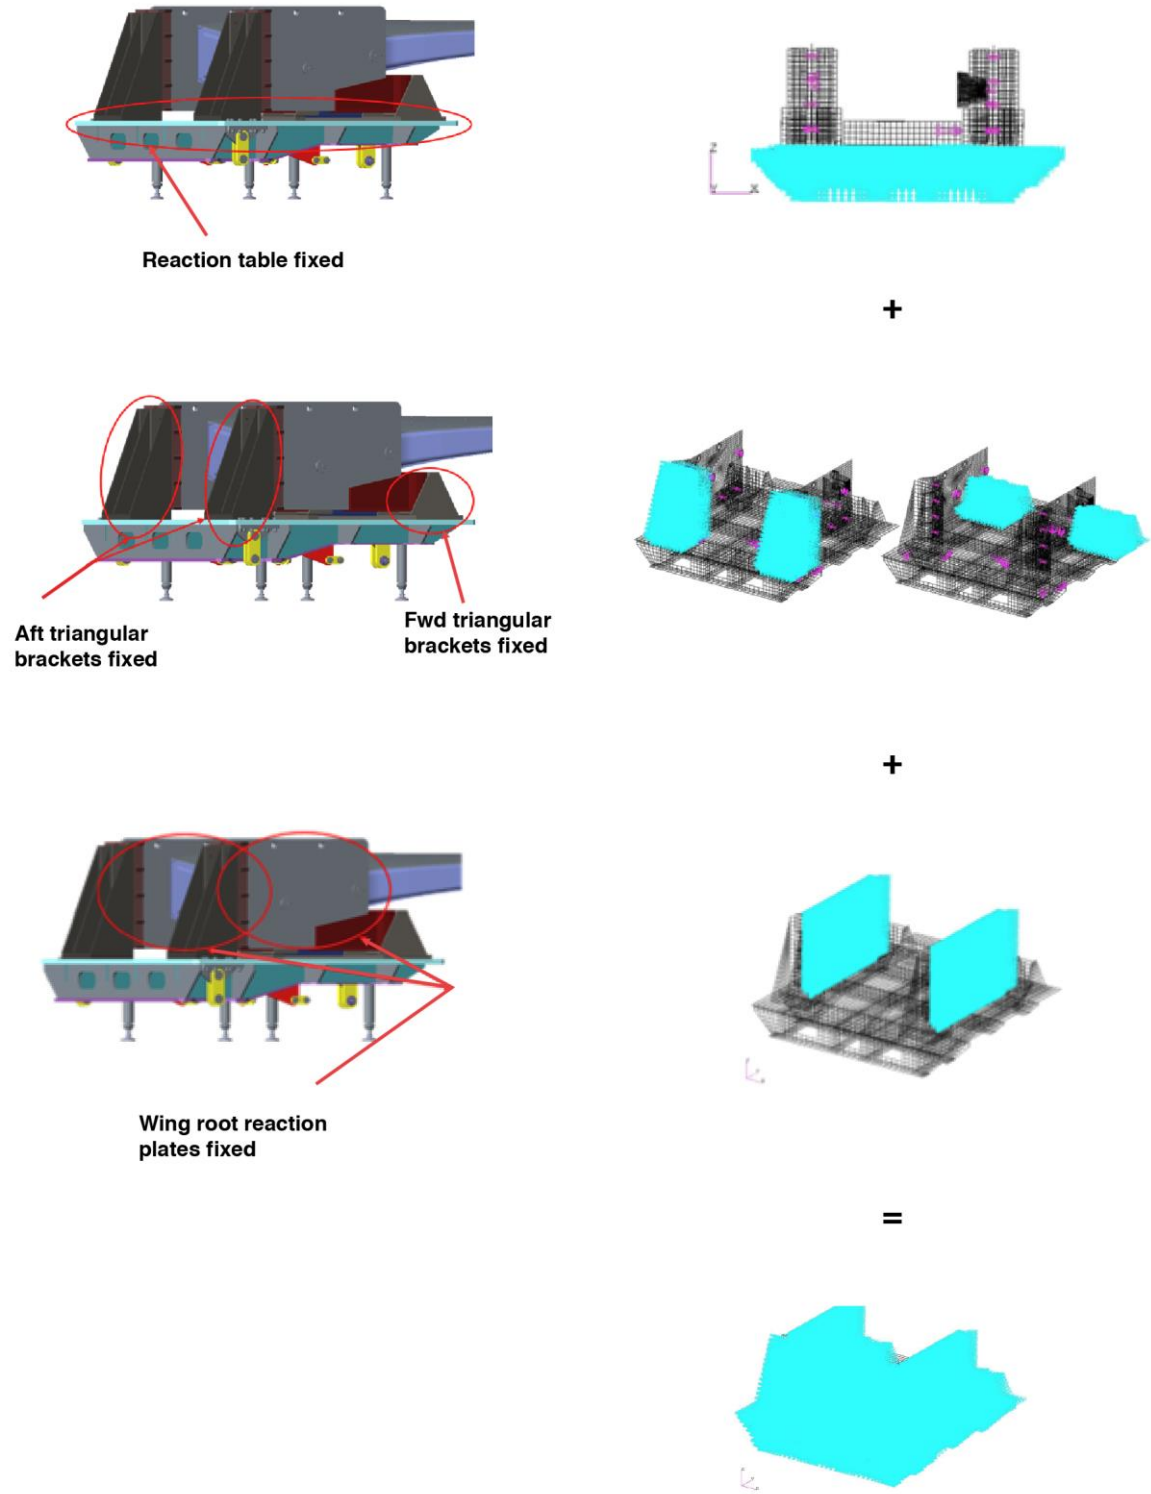 Z
Y
X
Reaction table fixed
+
Aft triangular
brackets fixed
Fwd triangular
brackets fixed
+
Wing root reaction
plates fixed
=